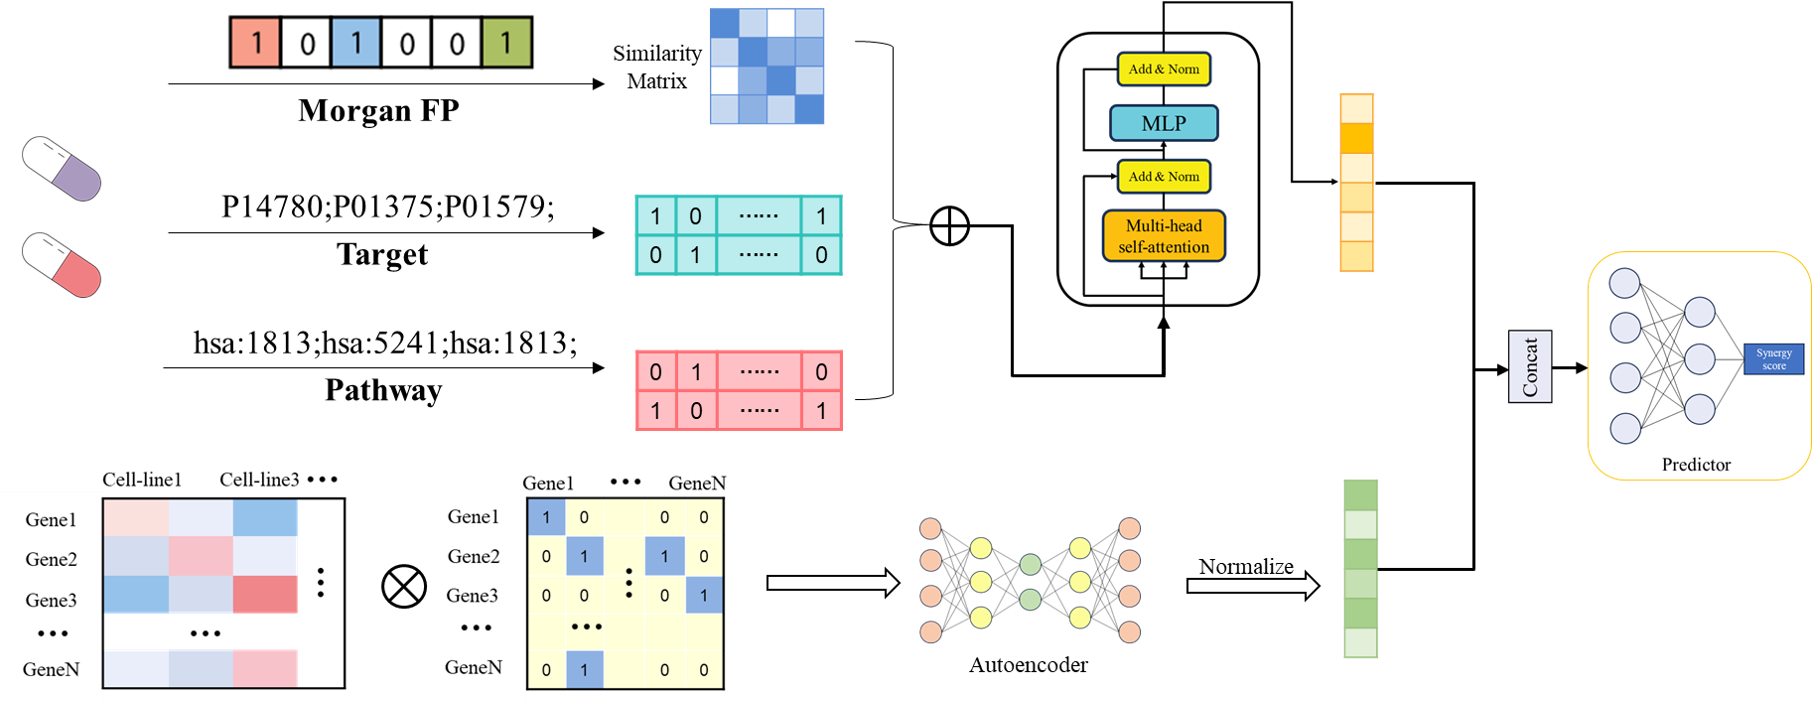 1 0 1 0 0 1
Morgan FP
Similarity
Matrix
P14780;P01375;P01579;
Target
1 0 ...... 1
0 1 ...... 0
hsa:1813;hsa:5241;hsa:1813;
Pathway
0 1 ...... 0
1 0 ...... 1
Add & Norm
MLP
Add & Norm
Multi-head
self-attention
Concat
Synergy
score
Predictor
Cell-line1 Cell-line3 ...
Gene1
Gene2
Gene3
...
...
GeneN
Gene1 ... GeneN
Gene1 1 0 0 0
Gene2 0 1 1 0
Gene3 0 0 0 1
... ...
GeneN 0 1 0 0
Autoencoder
Normalize